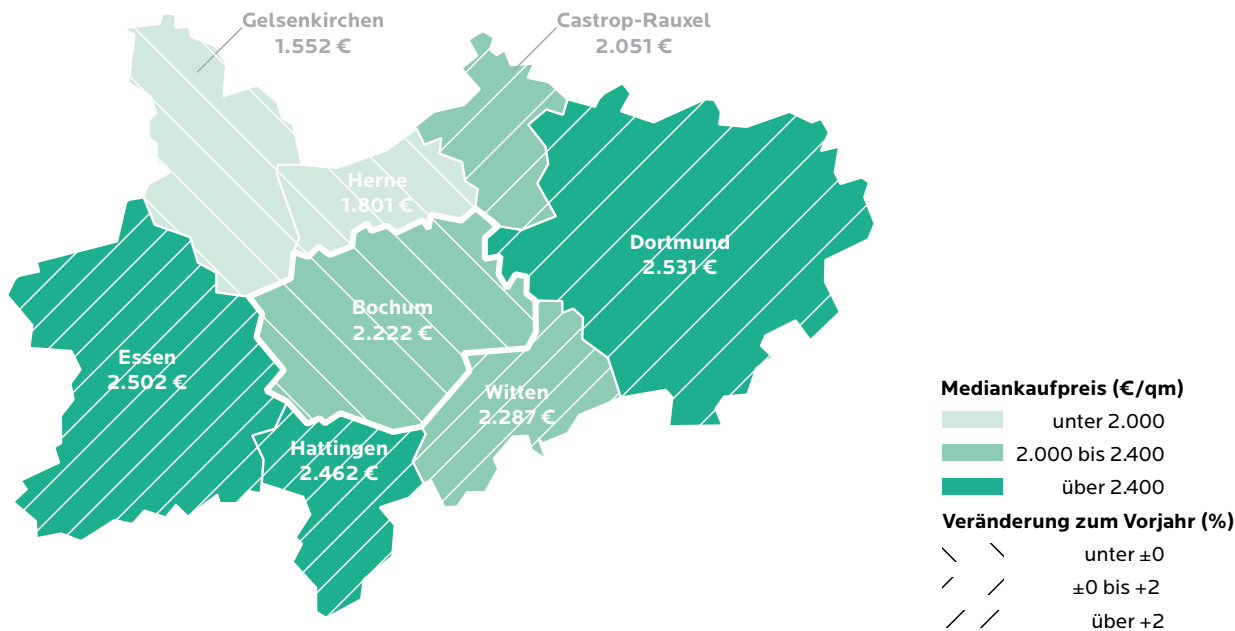 Gelsenkirchen
1.552 €
Castrop-Rauxel
2.051 €
Herne
1.801 €
Dortmund
2.531 €
Bochum
2.222 €
Essen
2.502 €
Witten
2.287 €
Hattingen
2.462 €
Mediankaufpreis (€/qm)
unter 2.000
2.000 bis 2.400
über 2.400
Veränderung zum Vorjahr (%)
unter ±0
±0 bis +2
über +2